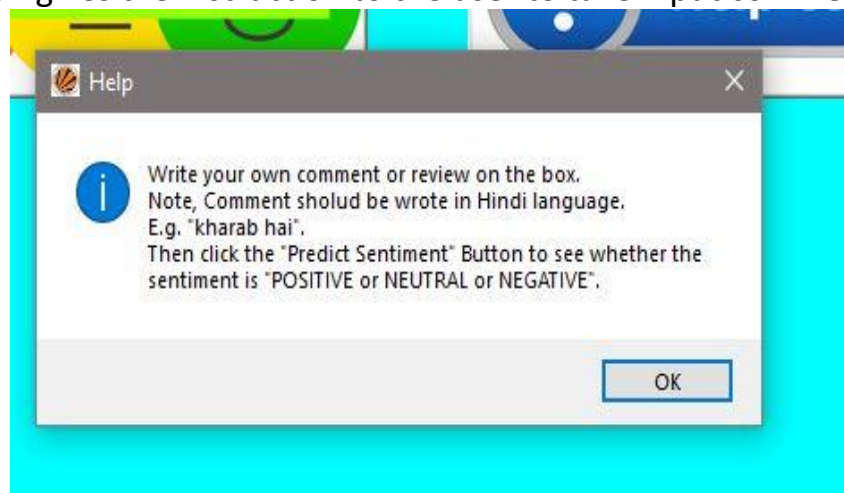 Help
Write your own comment or review on the box.
Note, Comment sholud be wrote in Hindi language.
E.g. "kharab hai".
Then click the "Predict Sentiment" Button to see whether the
sentiment is "POSITIVE or NEUTRAL or NEGATIVE".
OK